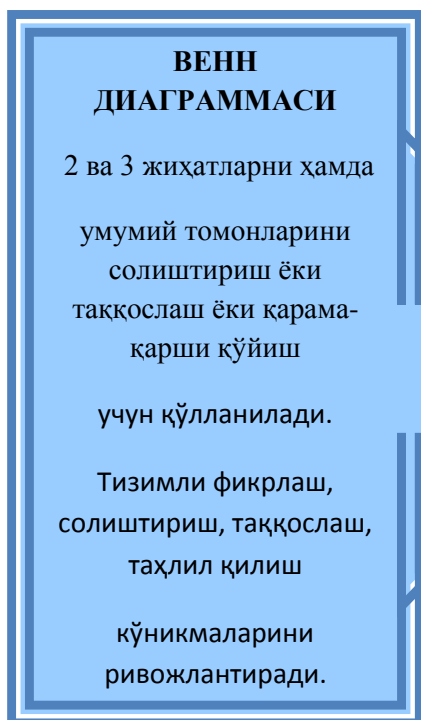 ВЕНН
ДИАГРАММАСИ
2 ва 3 жиҳатларни ҳамда
умумий томонларини
солиштириш ёки
таққослаш ёки қарама-
қарши қўйиш
учун қўлланилади.
Тизимли фикрлаш,
солиштириш, таққослаш,
таҳлил қилиш
кўникмаларини
ривожлантиради.